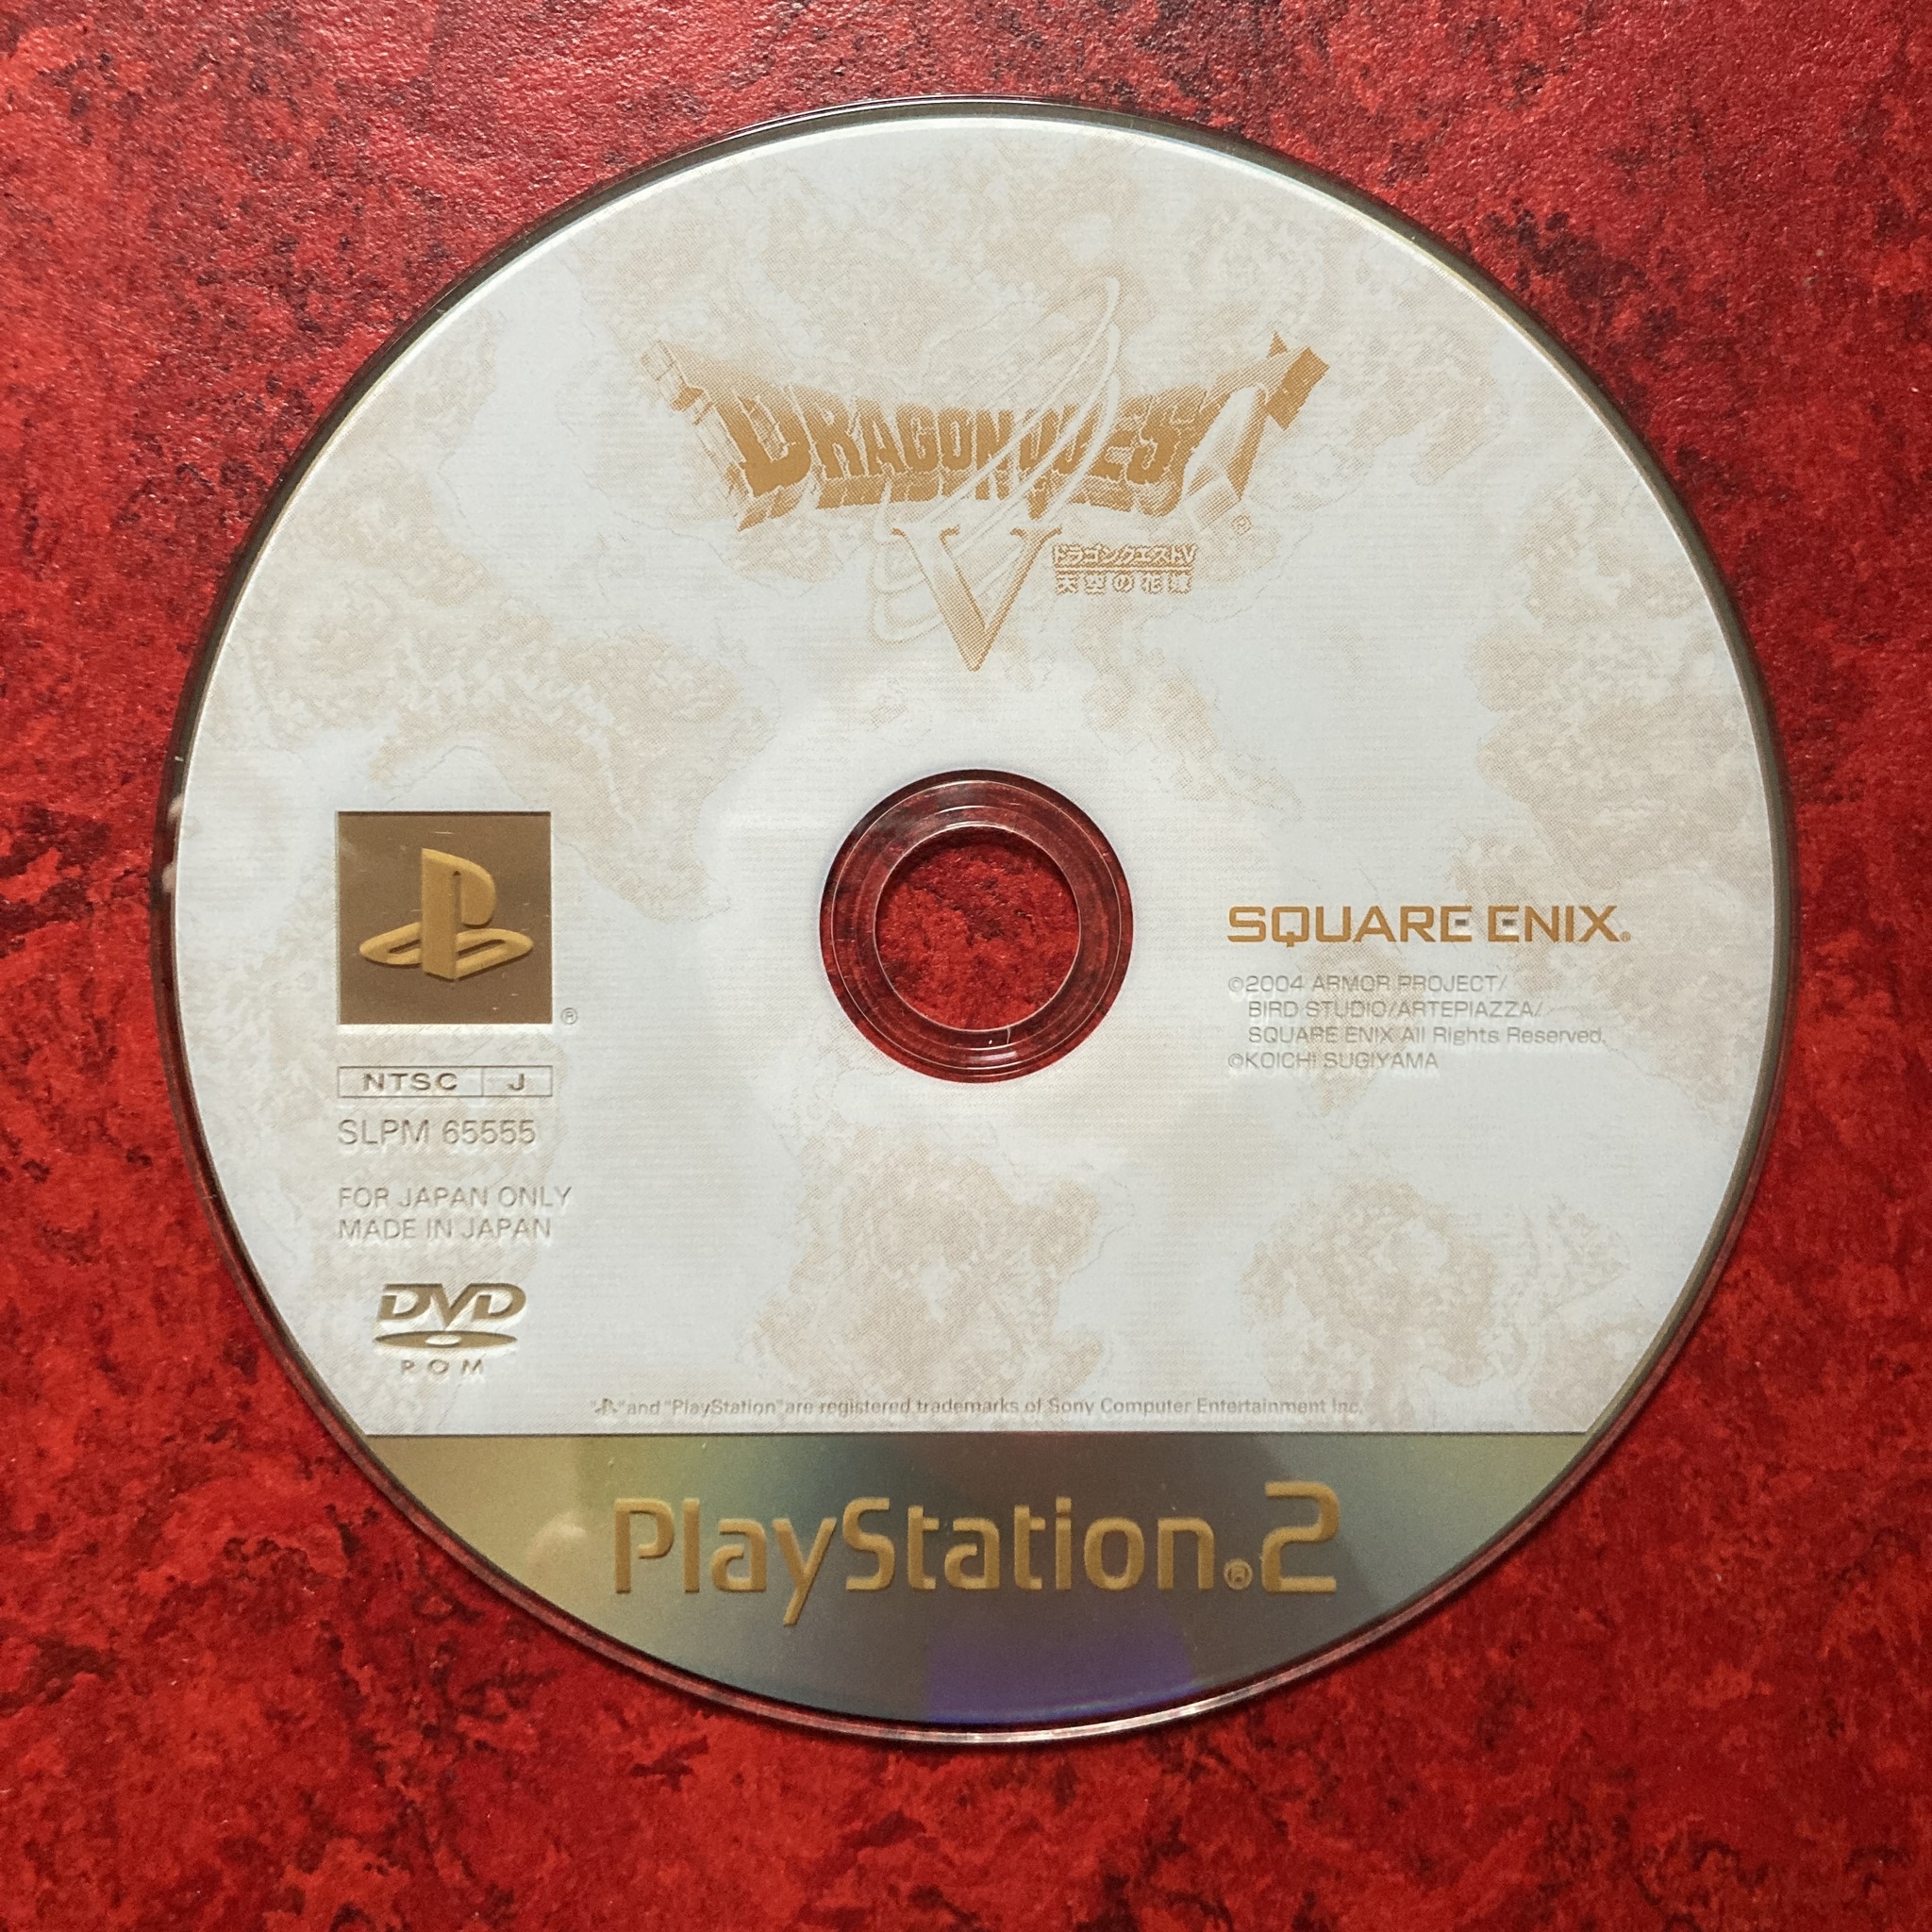 DRAGON QUEST®
V
ドラゴンクエストV
天空の花嫁
®
NTSC J
SLPM 65555
FOR JAPAN ONLY
MADE IN JAPAN
DVD
ROM
SQUARE ENIX®
©2004 ARMOR PROJECT/
BIRD STUDIO/ARTEPIAZZA/
SQUARE ENIX All Rights Reserved.
©KOICHI SUGIYAMA
" " and "PlayStation" are registered trademarks of Sony Computer Entertainment Inc.
PlayStation®2